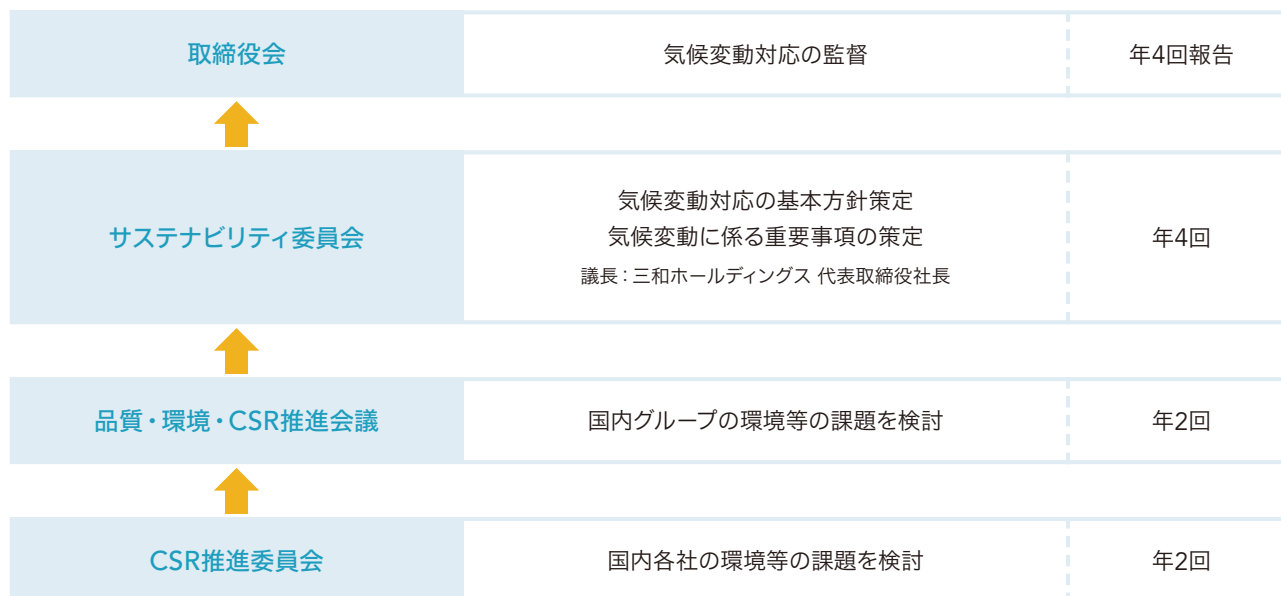 取締役会
気候変動対応の監督
年4回報告
サステナビリティ委員会
気候変動対応の基本方針策定
気候変動に係る重要事項の策定
議長：三和ホールディングス 代表取締役社長
年4回
品質・環境・CSR推進会議
国内グループの環境等の課題を検討
年2回
CSR推進委員会
国内各社の環境等の課題を検討
年2回